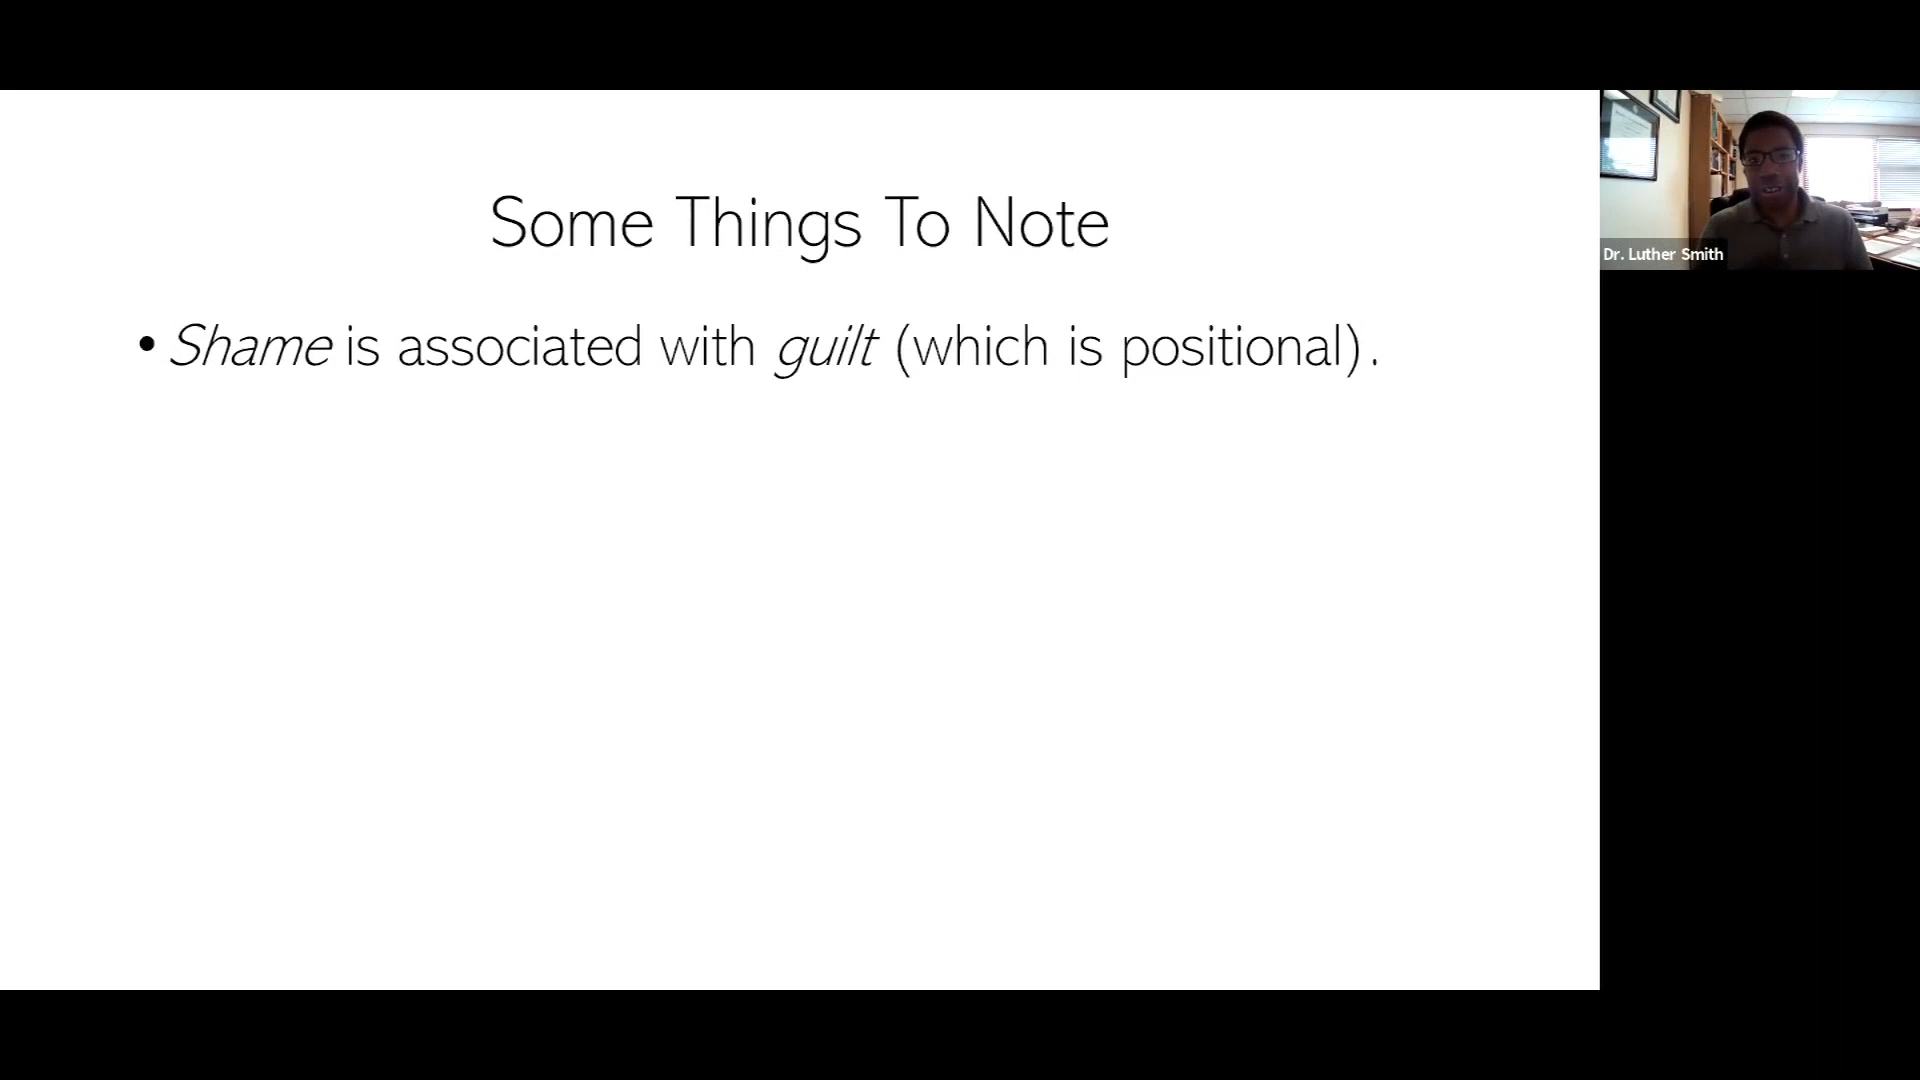 Some Things To Note
• Shame is associated with guilt (which is positional).
Dr. Luther Smith